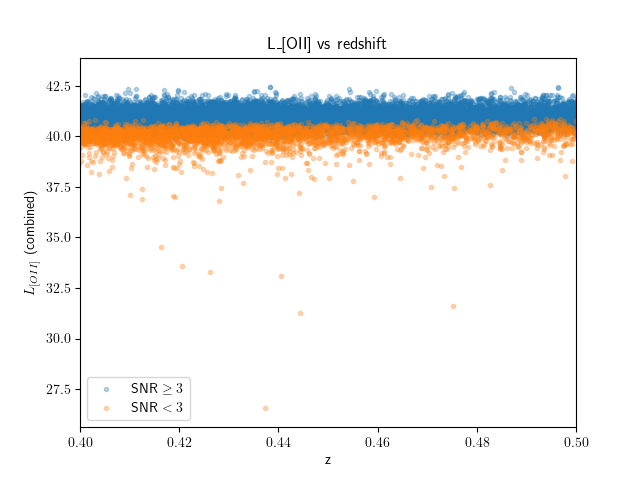 L_[OII] vs redshift
L[OII] (combined)
42.5
40.0
37.5
35.0
32.5
30.0
27.5
SNR ≥ 3
SNR < 3
0.40 0.42 0.44 0.46 0.48 0.50
z